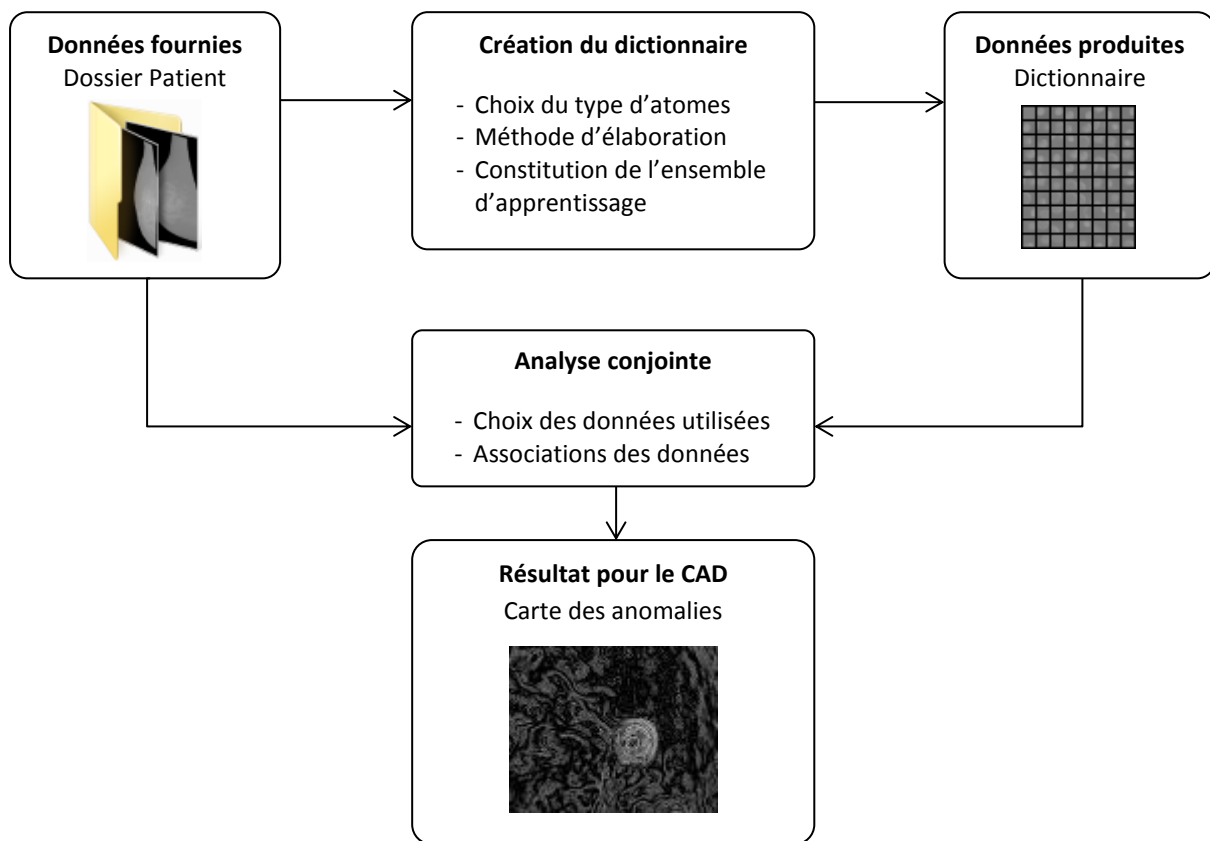 Données fournies
Dossier Patient
Création du dictionnaire
- Choix du type d’atomes
- Méthode d’élaboration
- Constitution de l’ensemble
d’apprentissage
Données produites
Dictionnaire
Analyse conjointe
- Choix des données utilisées
- Associations des données
Résultat pour le CAD
Carte des anomalies